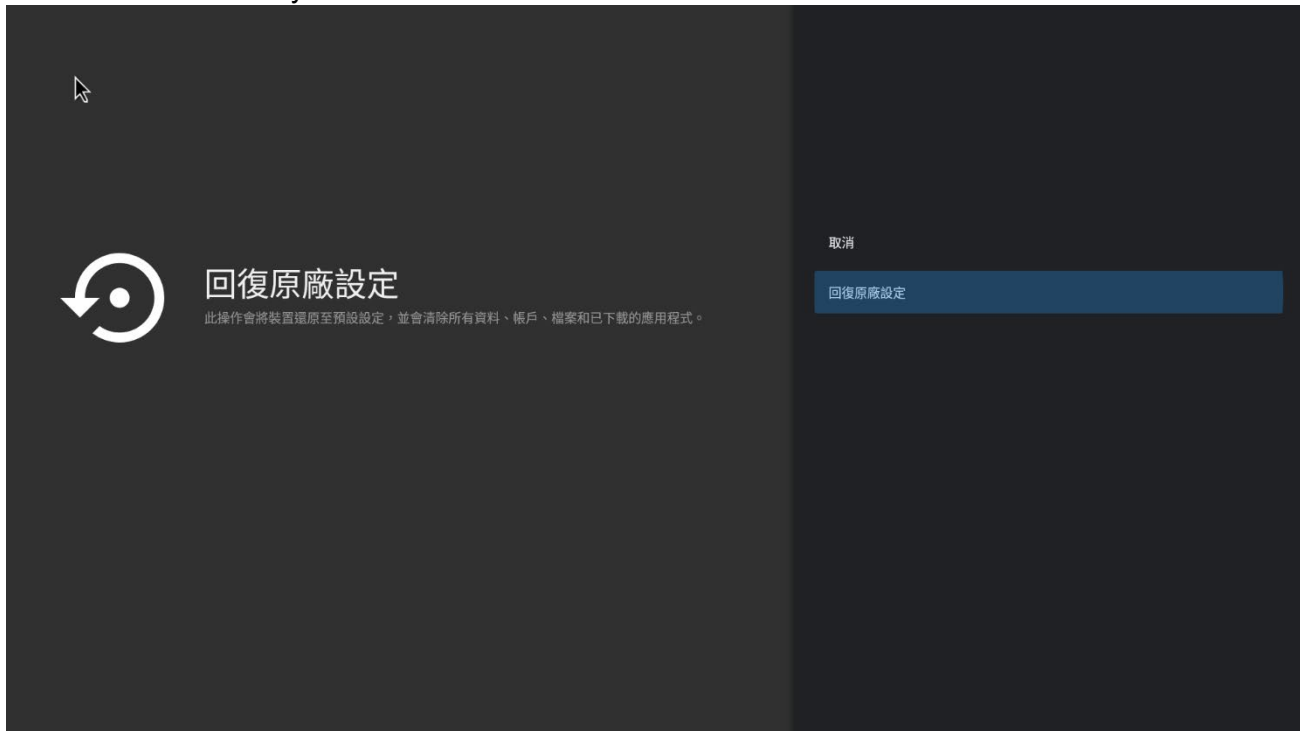 回復原廠設定
此操作會將裝置還原至預設設定，並會清除所有資料、帳戶、檔案和已下載的應用程式。
取消
回復原廠設定